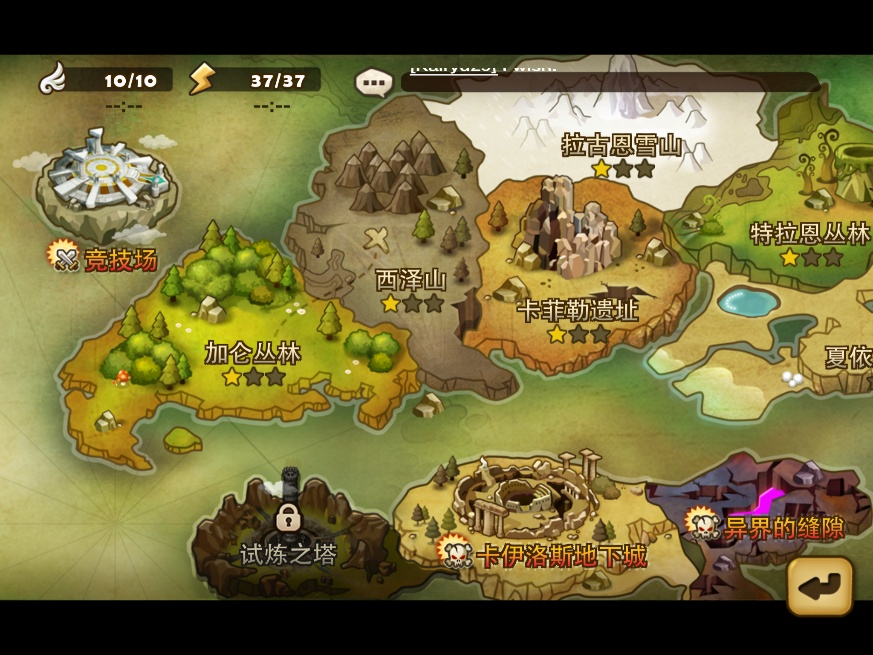 10/10
37/37
--:--
--:--
拉古恩雪山
特拉恩丛林
竞技场
西泽山
卡菲勒遗址
加仑丛林
夏依
异界的缝隙
试炼之塔
卡伊洛斯地下城